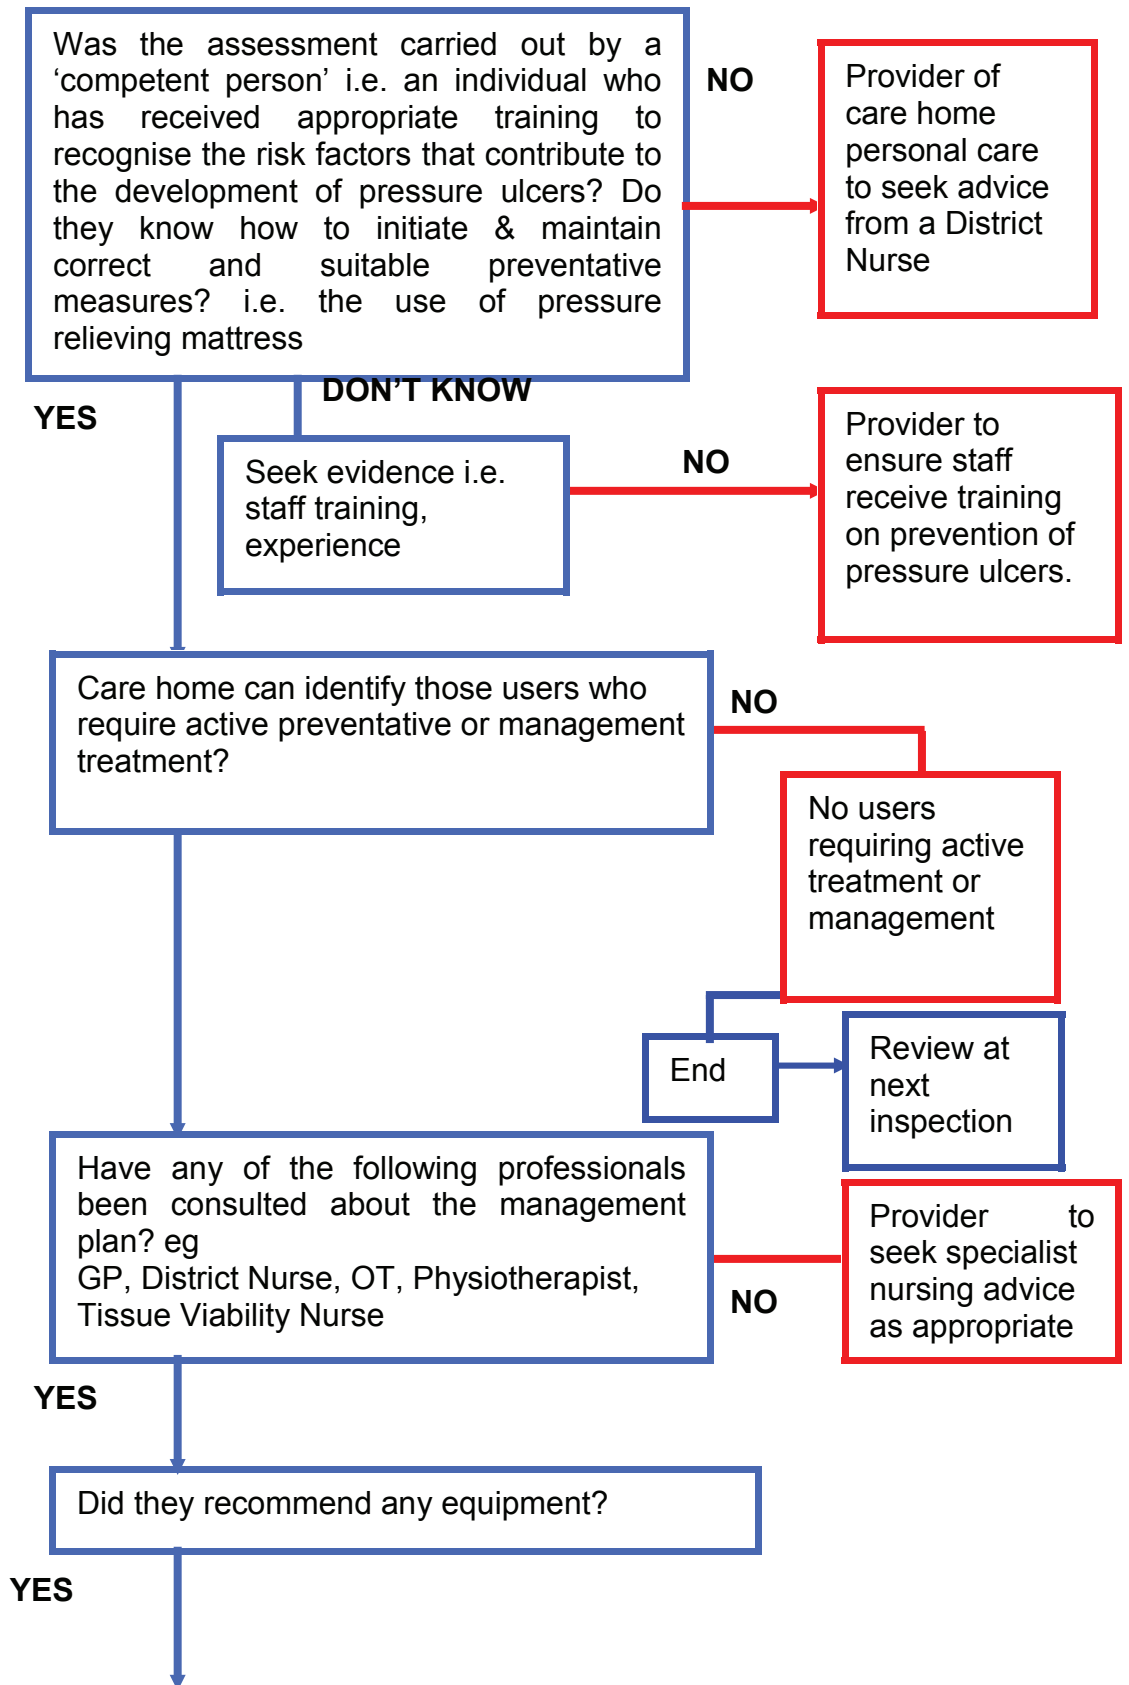 Was the assessment carried out by a
‘competent person’ i.e. an individual who
has received appropriate training to
recognise the risk factors that contribute to
the development of pressure ulcers? Do
they know how to initiate & maintain
correct and suitable preventative
measures? i.e. the use of pressure
relieving mattress
NO
Provider of
care home
personal care
to seek advice
from a District
Nurse
YES
DON’T KNOW
Seek evidence i.e.
staff training,
experience
NO
Provider to
ensure staff
receive training
on prevention of
pressure ulcers.
Care home can identify those users who
require active preventative or management
treatment?
NO
No users
requiring active
treatment or
management
End
Review at
next
inspection
Have any of the following professionals
been consulted about the management
plan? eg
GP, District Nurse, OT, Physiotherapist,
Tissue Viability Nurse
NO
Provider to
seek specialist
nursing advice
as appropriate
YES
Did they recommend any equipment?
YES